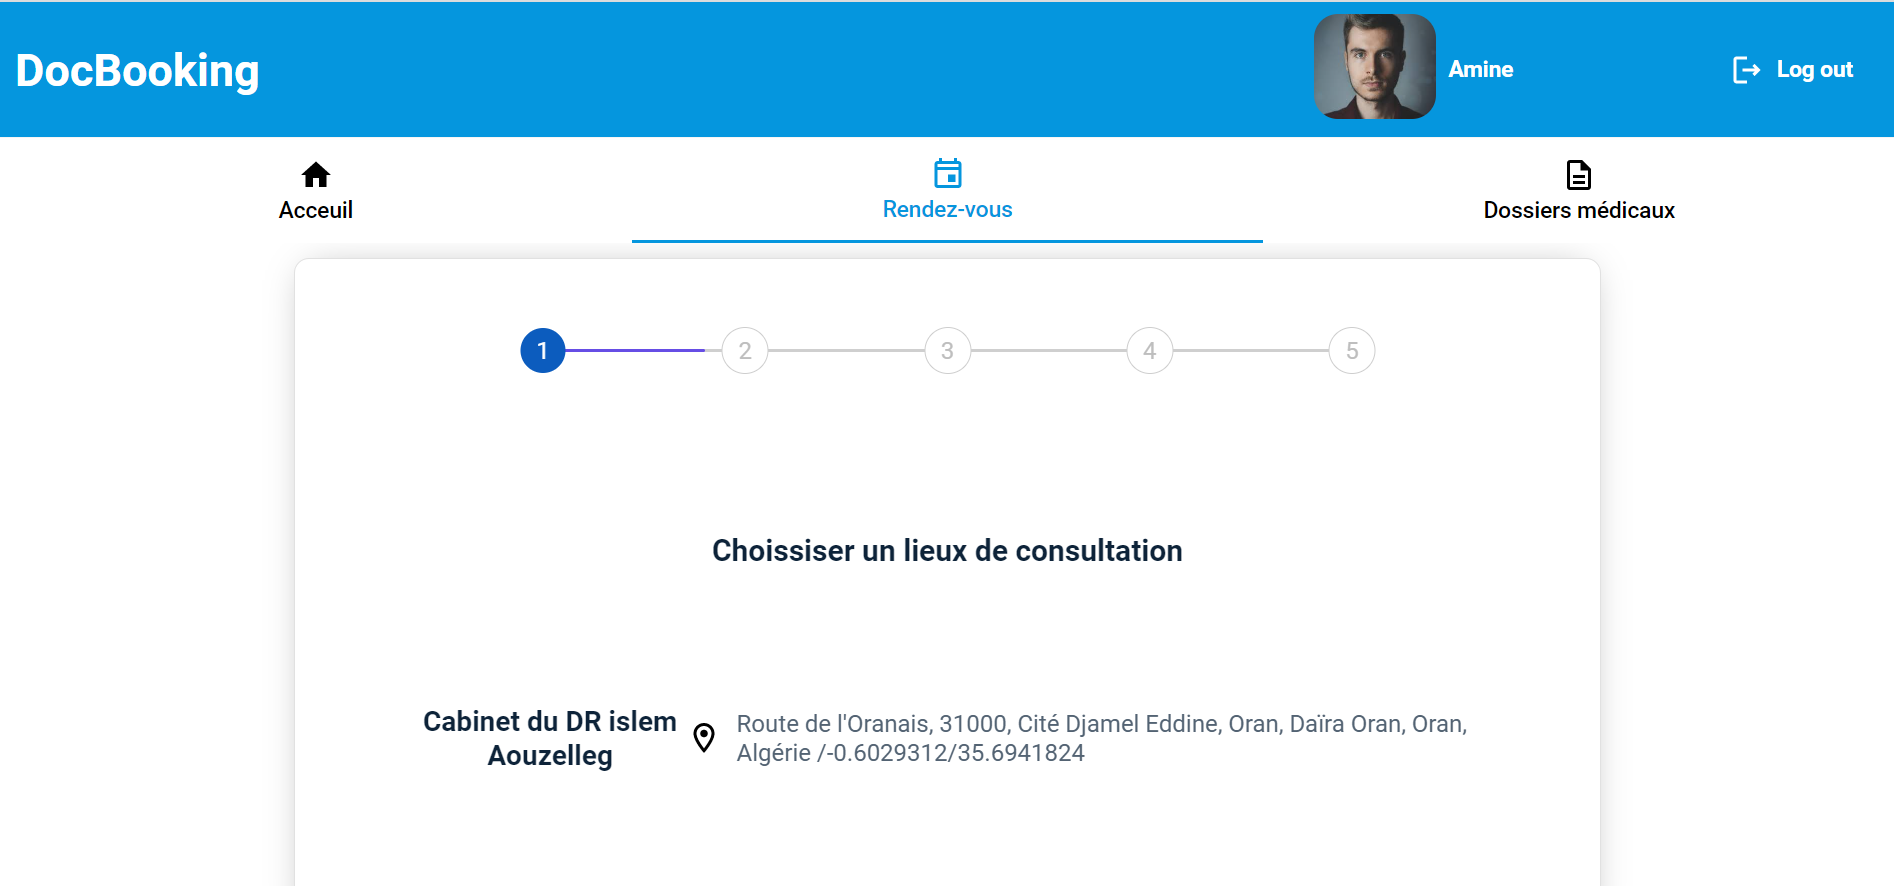 DocBooking
Amine
Log out
Acceuil
Rendez-vous
Dossiers médicaux
1
2
3
4
5
Choissiser un lieux de consultation
Cabinet du DR islem
Aouzelleg
Route de l'Oranais, 31000, Cité Djamel Eddine, Oran, Daïra Oran, Oran,
Algérie /-0.6029312/35.6941824